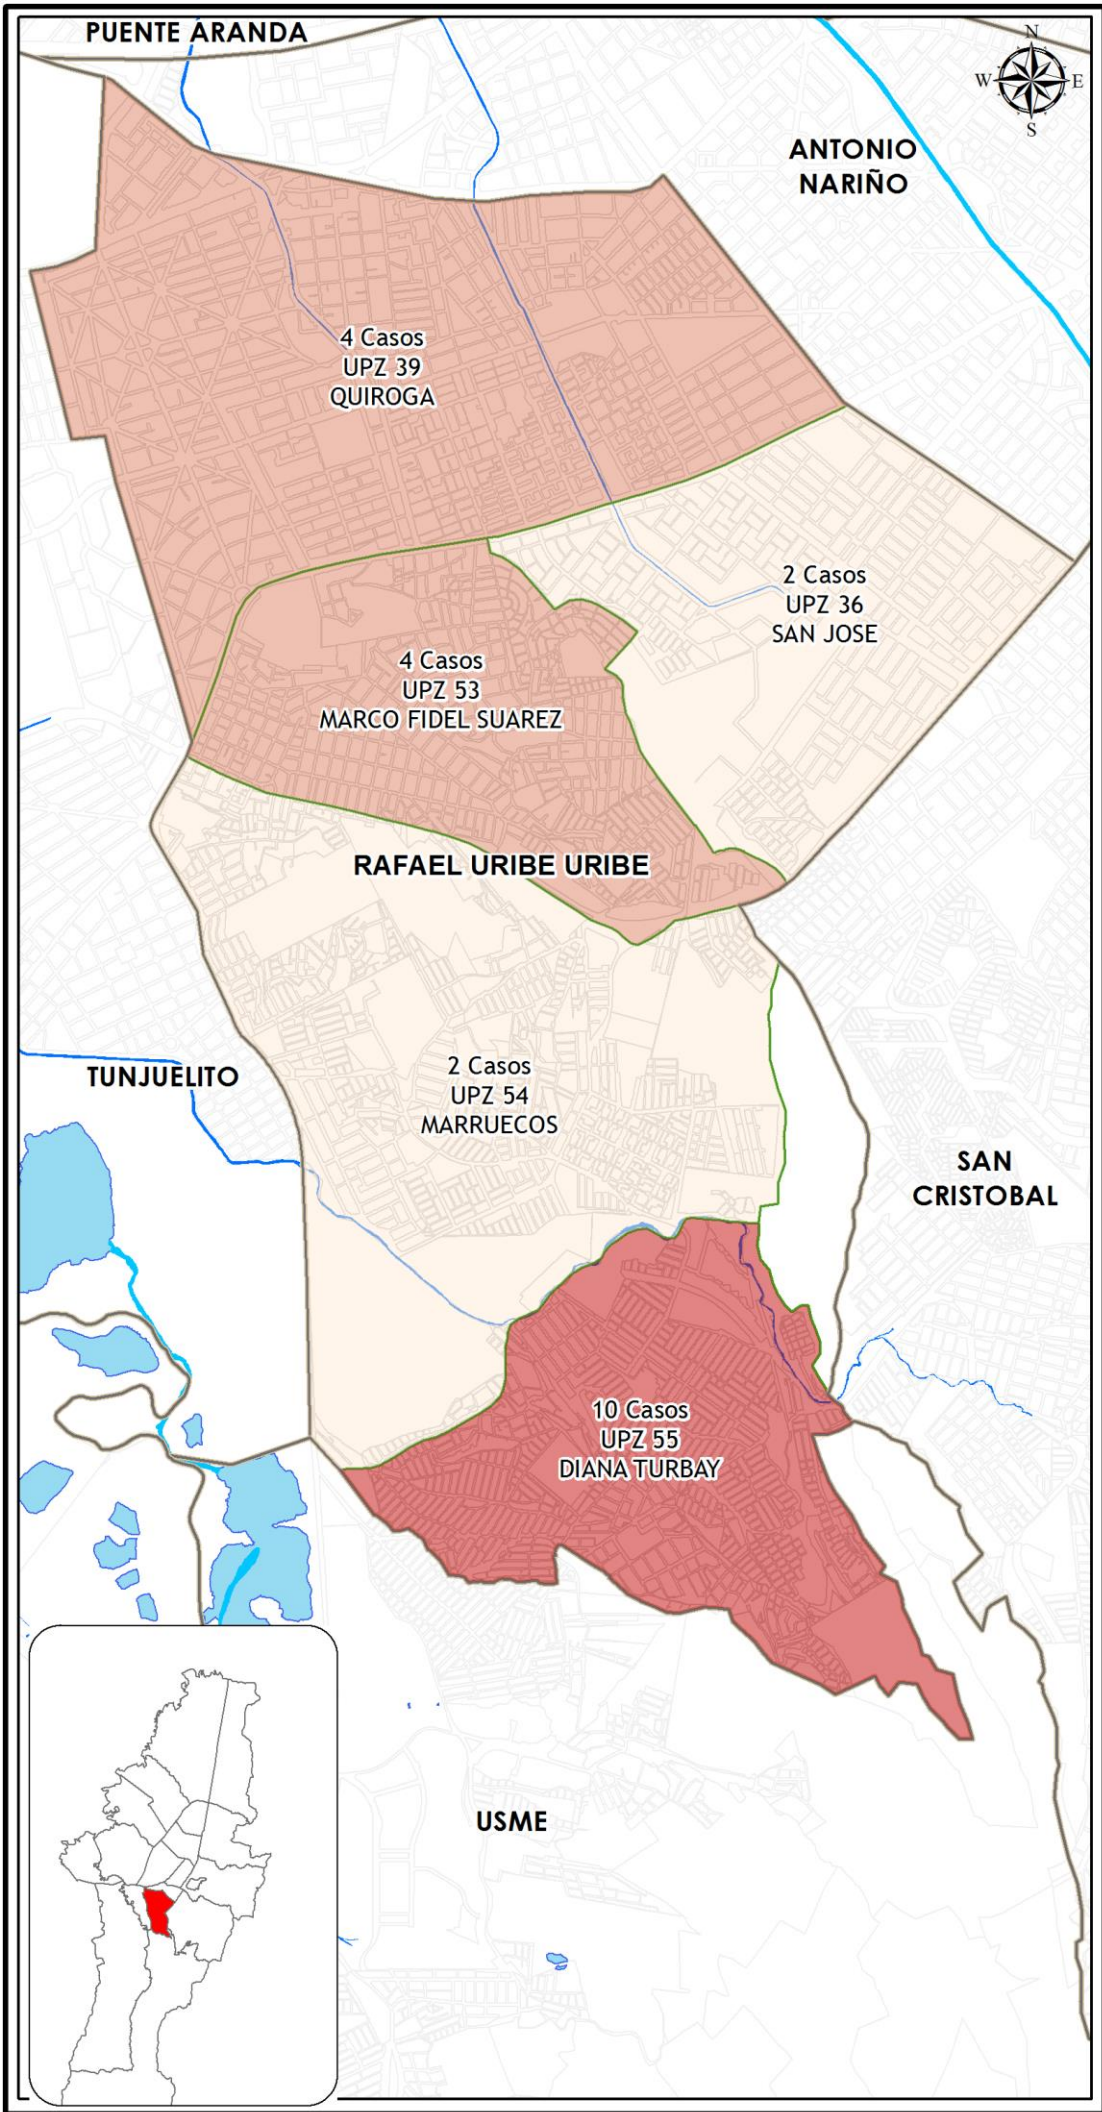 PUENTE ARANDA
N
W
E
S
ANTONIO
NARIÑO
4 Casos
UPZ 39
QUIROGA
2 Casos
UPZ 36
SAN JOSE
4 Casos
UPZ 53
MARCO FIDEL SUAREZ
RAFAEL URIBE URIBE
2 Casos
UPZ 54
MARRUECOS
TUNJUELITO
SAN
CRISTOBAL
10 Casos
UPZ 55
DIANA TURBAY
USME